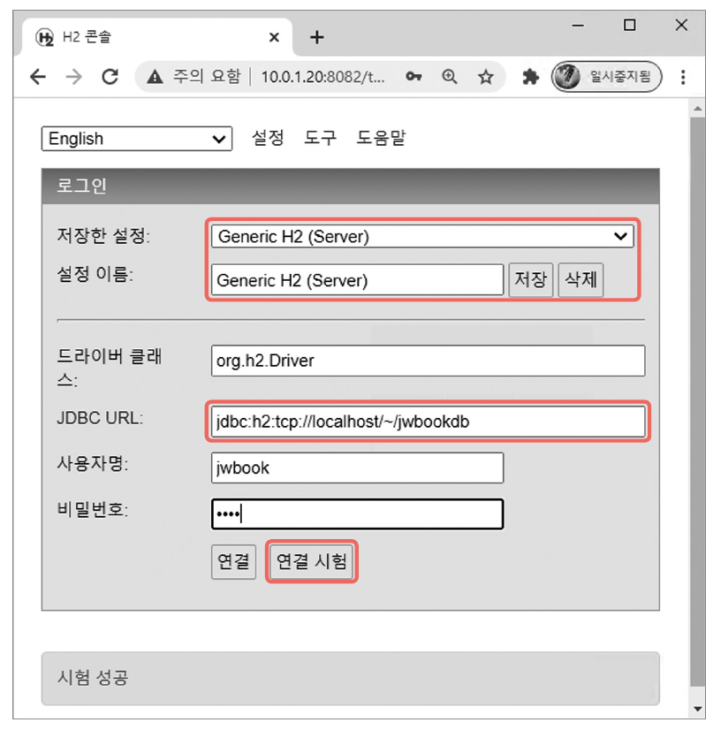 H2 콘솔
주의 요함 10.0.1.20:8082/t... 일시중지됨
English 설정 도구 도움말
로그인
저장한 설정: Generic H2 (Server)
설정 이름: Generic H2 (Server) 저장 삭제
드라이버 클래
스: org.h2.Driver
JDBC URL: jdbc:h2:tcp://localhost/~/jwbookdb
사용자명: jwbook
비밀번호: ••••
연결 연결 시험
시험 성공